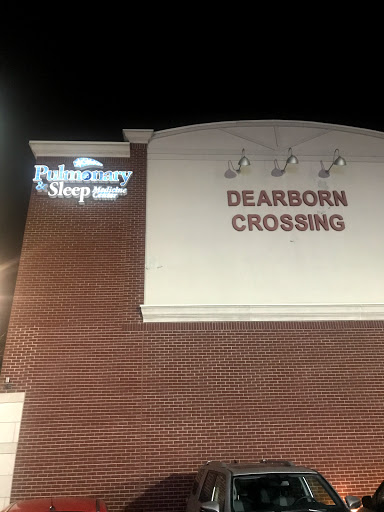 Pulmonary
& Sleep Medicine
Center
DEARBORN
CROSSING